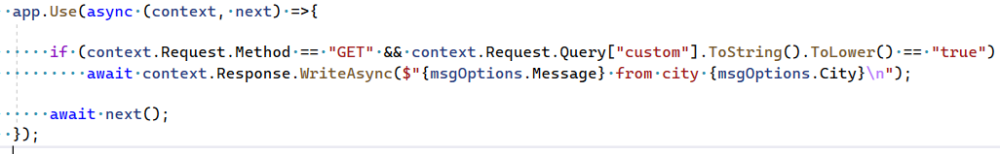 app.Use(async (context, next) =>{
if (context.Request.Method == "GET" && context.Request.Query["custom"].ToString().ToLower() == "true")
await context.Response.WriteAsync($"{msgOptions.Message} from city {msgOptions.City}\n");
await next();
});